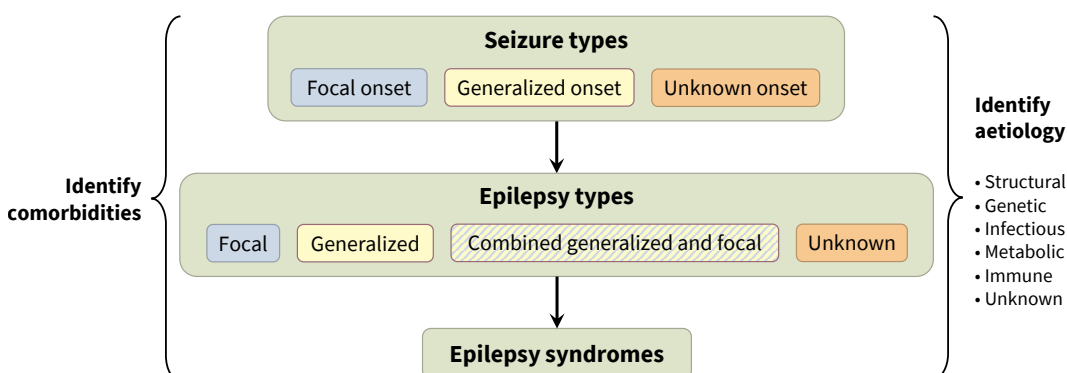 Seizure types
Focal onset
Generalized onset
Unknown onset
Identify
comorbidities
Epilepsy types
Focal
Generalized
Combined generalized and focal
Unknown
Epilepsy syndromes
Identify
aetiology
• Structural
• Genetic
• Infectious
• Metabolic
• Immune
• Unknown